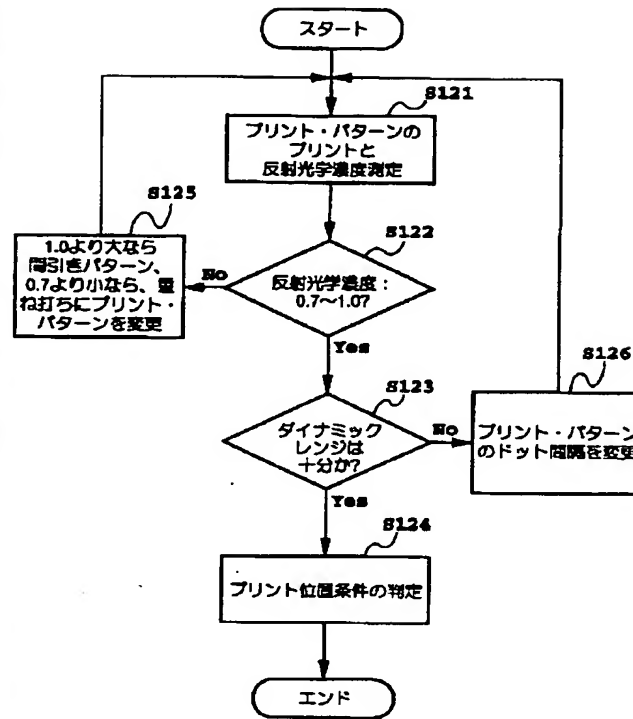 スタート
S121
プリント・パターンの
プリントと
反射光学濃度測定
S125
1.0より大なら
間引きパターン、
0.7より小なら、重
ね打ちにプリント・
パターンを変更
No
S122
反射光学濃度：
0.7〜1.0?
Yes
S123
ダイナミック
レンジは
十分か?
No
S126
プリント・パターン
のドット間隔を変更
Yes
S124
プリント位置条件の判定
エンド